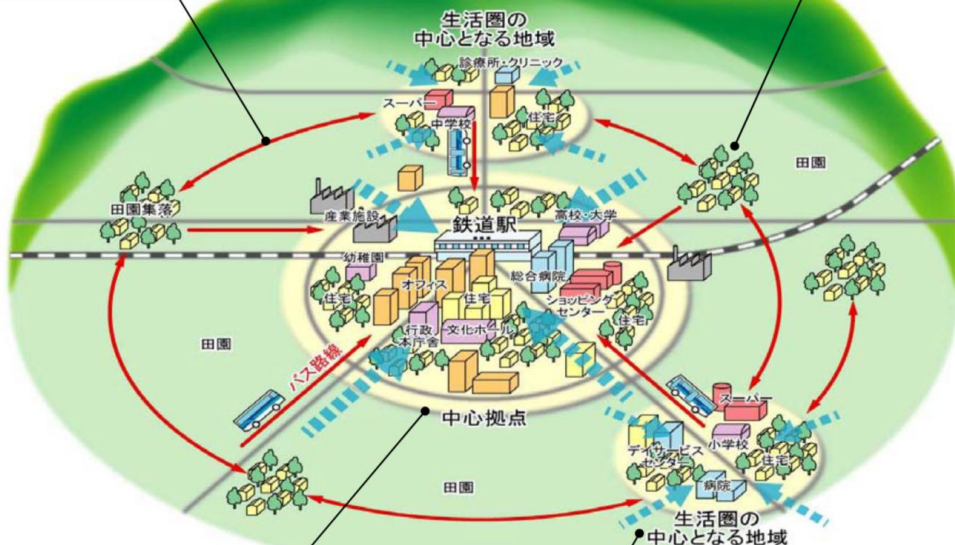 生活圏の
中心となる地域
診療所・クリニック
スーパー
中学校
住宅
田園
田園集落
産業施設
鉄道駅
高校・大学
幼稚園
住宅
オフィス
住宅
総合病院
ショッピング
センター
住宅
行政
本庁舎
文化ホール
田園
バス路線
中心拠点
スーパー
小学校
住宅
デイサービス
センター
病院
田園
生活圏の
中心となる地域